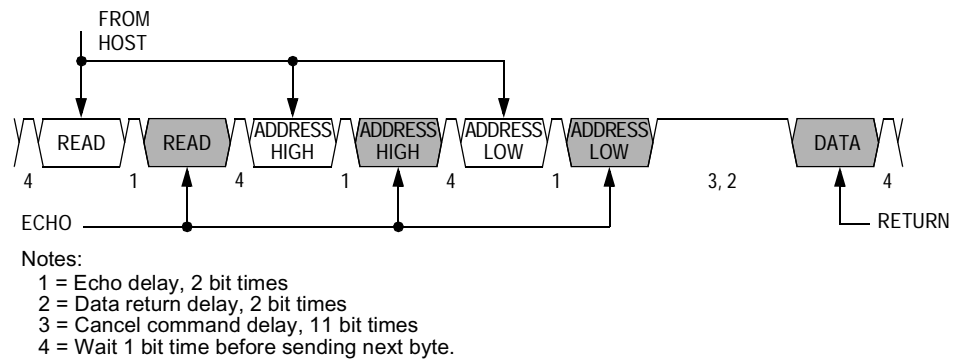 FROM
HOST
READ READ ADDRESS HIGH ADDRESS HIGH ADDRESS LOW ADDRESS LOW DATA
4 1 4 1 4 1 3, 2 4
ECHO RETURN
Notes:
1 = Echo delay, 2 bit times
2 = Data return delay, 2 bit times
3 = Cancel command delay, 11 bit times
4 = Wait 1 bit time before sending next byte.